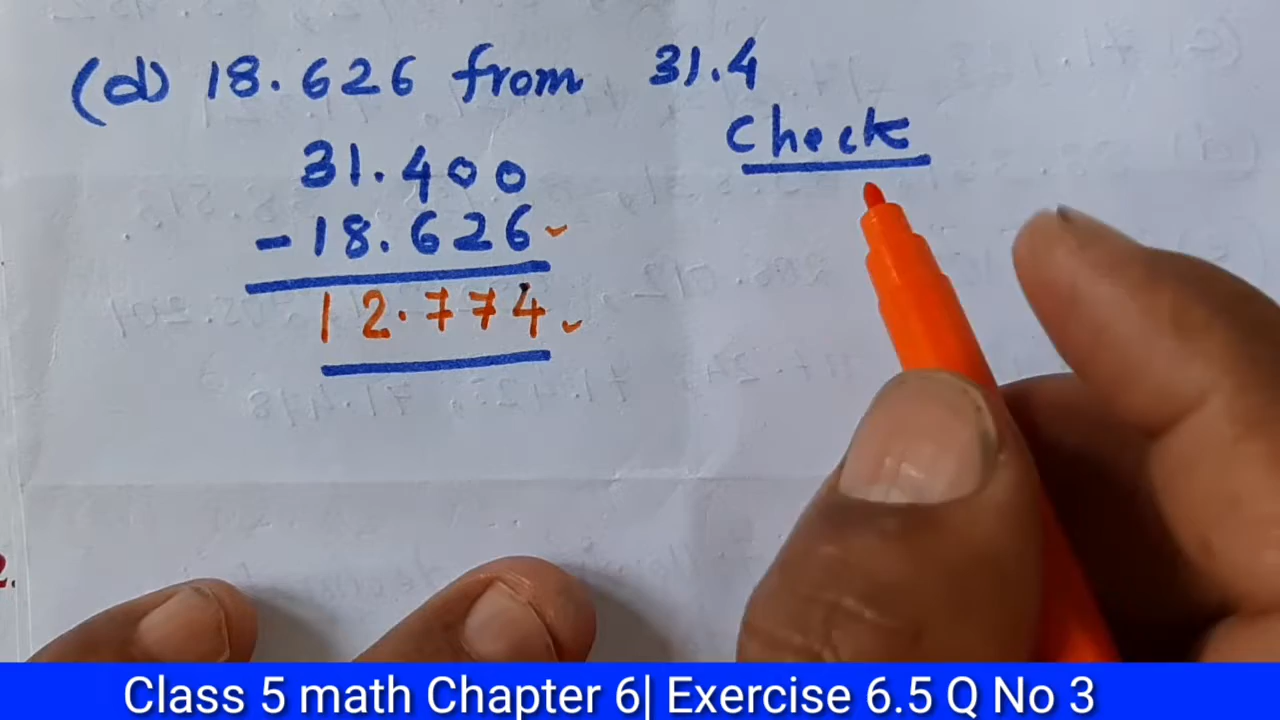 (d) 18.626 from 31.4
Check
31.400
-18.626
12.774
2.
Class 5 math Chapter 6| Exercise 6.5 Q No 3